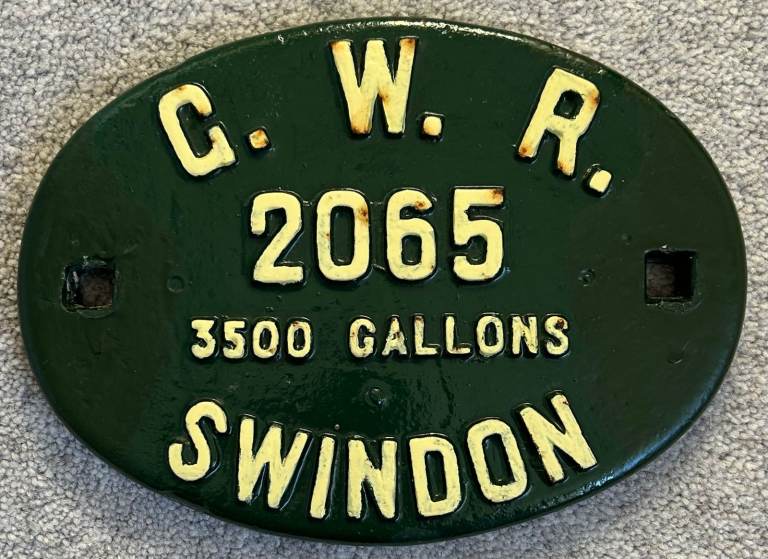 G. W. R.
2065
3500 GALLONS
SWINDON